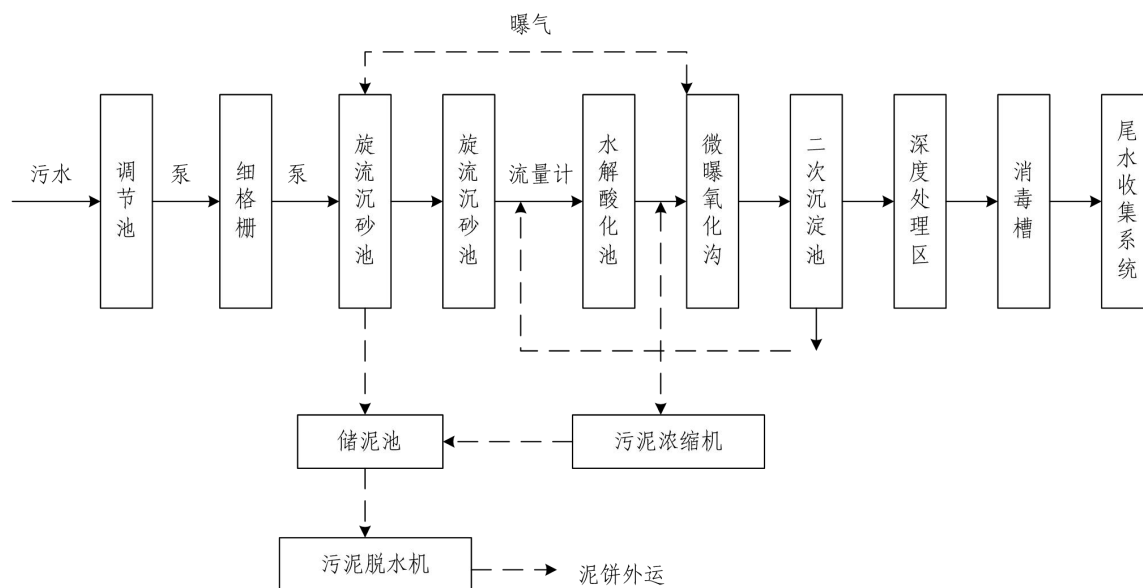 曝气
污水
调节池
泵
细格栅
泵
旋流沉砂池
旋流沉砂池
流量计
水解酸化池
微曝氧化沟
二次沉淀池
深度处理区
消毒槽
尾水收集系统
储泥池
污泥浓缩机
污泥脱水机
泥饼外运